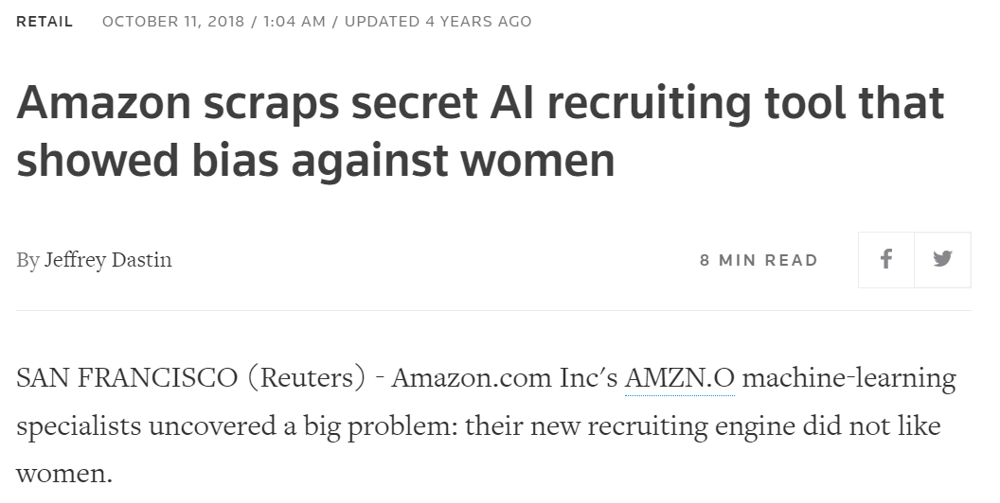 RETAIL OCTOBER 11, 2018 / 1:04 AM / UPDATED 4 YEARS AGO
Amazon scraps secret AI recruiting tool that
showed bias against women
By Jeffrey Dastin 8 MIN READ
SAN FRANCISCO (Reuters) - Amazon.com Inc's AMZN.O machine-learning
specialists uncovered a big problem: their new recruiting engine did not like
women.